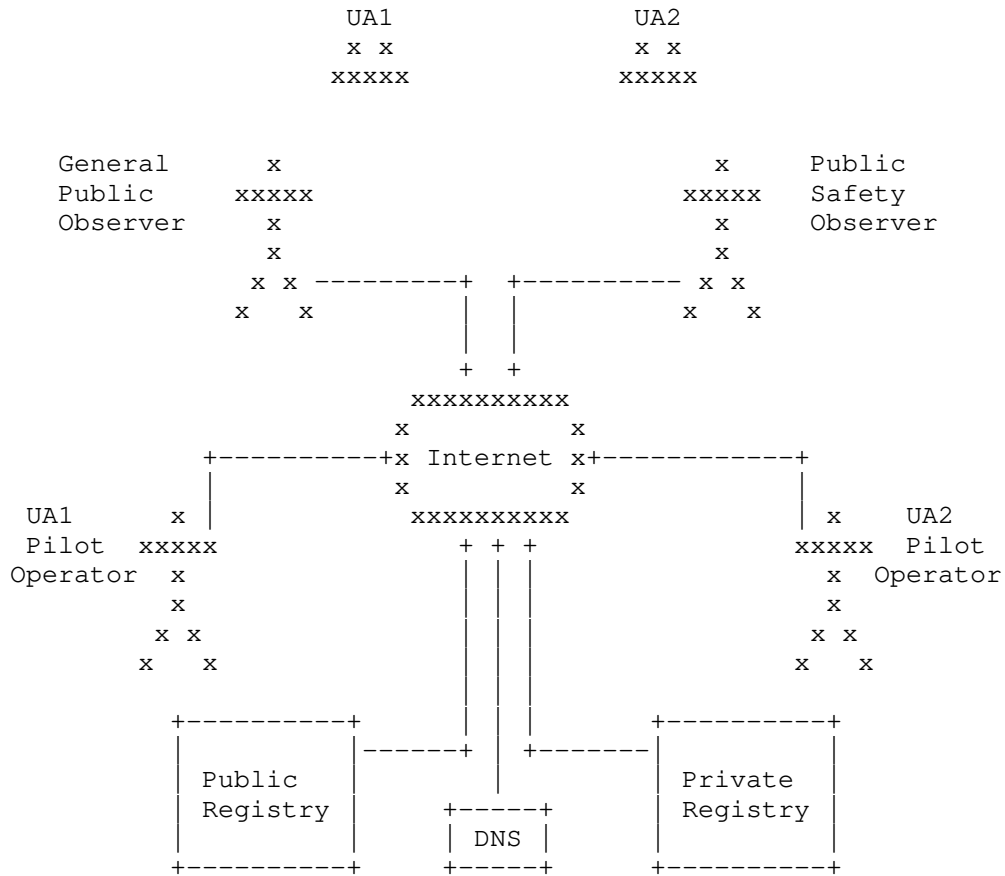 UA1 UA2
General Public
Public Safety
Observer Observer
Internet
UA1 UA2
Pilot Pilot
Operator Operator
Public Private
Registry Registry
DNS